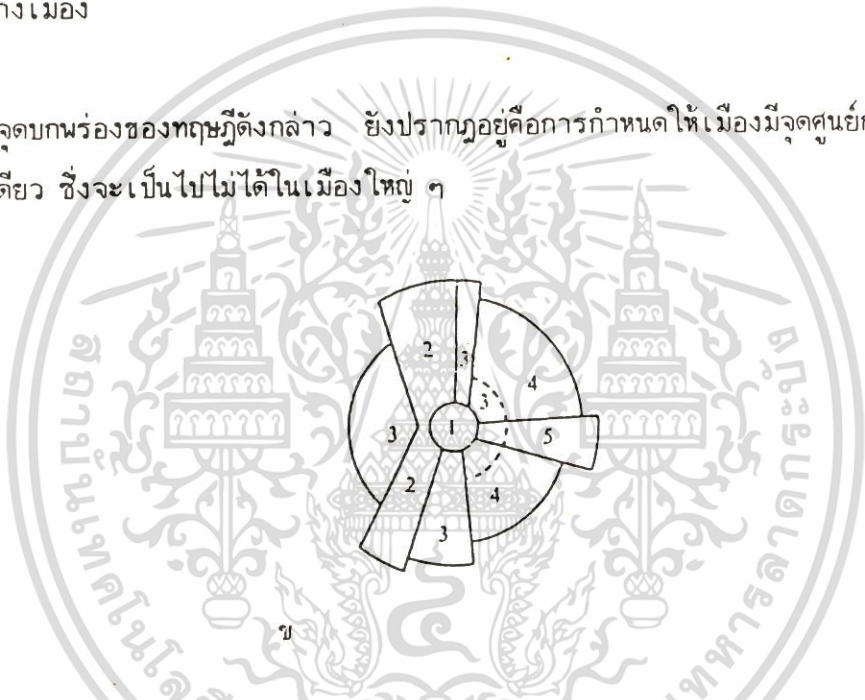 างเมือง
จุดบกพร่องของทฤษฎีดังกล่าว ยังปรากฏอยู่คือการกำหนดให้เมืองมีจุดศูนย์ก
ดียว ซึ่งจะเป็นไปไม่ได้ในเมืองใหญ่ ๆ
2 3 4
3
3 1 5
2 4
3
ข